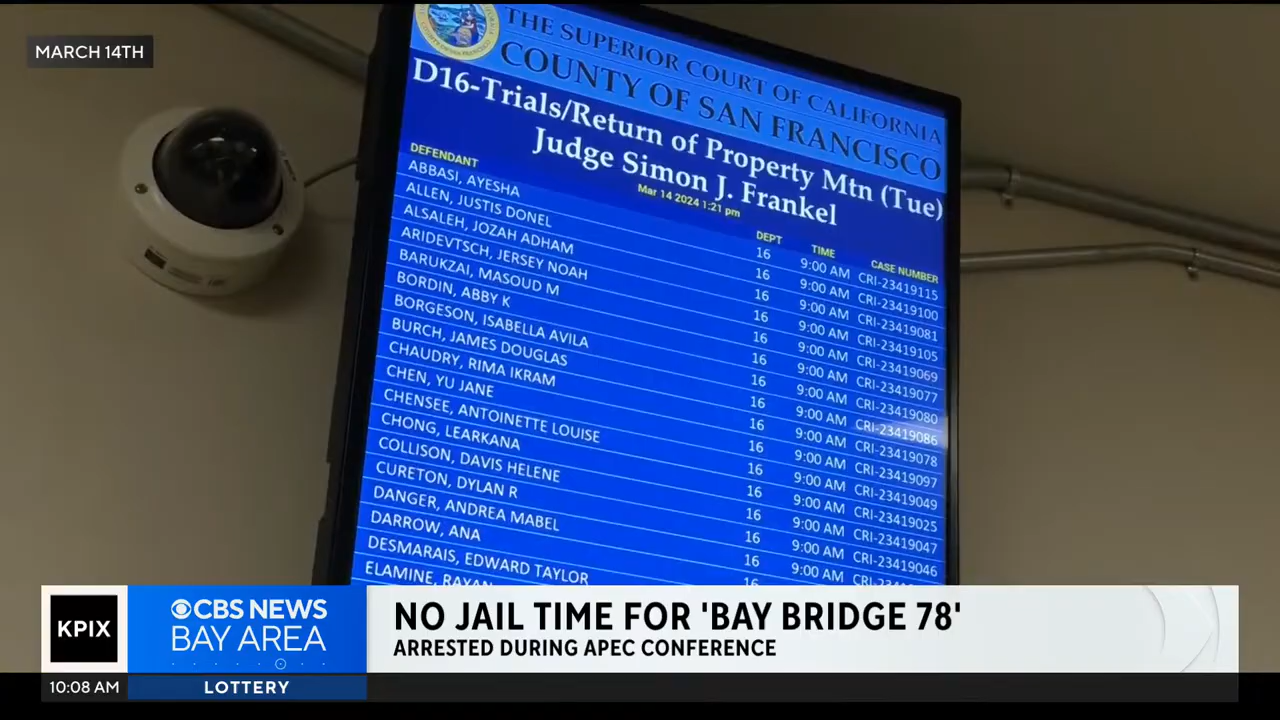 MARCH 14TH
THE SUPERIOR COURT OF CALIFORNIA
COUNTY OF SAN FRANCISCO
D16-Trials/Return of Property Mtn (Tue)
Judge Simon J. Frankel
Mar 14 2024 1:21 pm
DEFENDANT DEPT TIME CASE NUMBER
ABBASI, AYESHA 16 9:00 AM CRI-23419115
ALLEN, JUSTIS DONEL 16 9:00 AM CRI-23419100
ALSALEH, JOZAH ADHAM 16 9:00 AM CRI-23419081
ARIDEVTSCH, JERSEY NOAH 16 9:00 AM CRI-23419105
BARUKZAI, MASOUD M 16 9:00 AM CRI-23419069
BORDIN, ABBY K 16 9:00 AM CRI-23419077
BORGESON, ISABELLA AVILA 16 9:00 AM CRI-23419080
BURCH, JAMES DOUGLAS 16 9:00 AM CRI-23419086
CHAUDRY, RIMA IKRAM 16 9:00 AM CRI-23419078
CHEN, YU JANE 16 9:00 AM CRI-23419097
CHENSEE, ANTOINETTE LOUISE 16 9:00 AM CRI-23419049
CHONG, LEARKANA 16 9:00 AM CRI-23419025
COLLISON, DAVIS HELENE 16 9:00 AM CRI-23419047
CURETON, DYLAN R 16 9:00 AM CRI-23419046
DANGER, ANDREA MABEL 16 9:00 AM
DARROW, ANA 16
DESMARAIS, EDWARD TAYLOR
ELAMINE,
KPIX
CBS NEWS
BAY AREA
NO JAIL TIME FOR 'BAY BRIDGE 78'
ARRESTED DURING APEC CONFERENCE
10:08 AM
LOTTERY